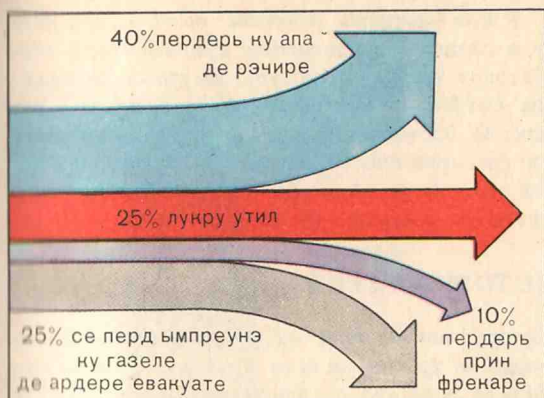 40% пердерь ку апа
де рэчире
25% лукру утил
25% се перд ымпреунэ
ку газеле
де ардере евакуате
10%
пердерь
прин
фрекаре